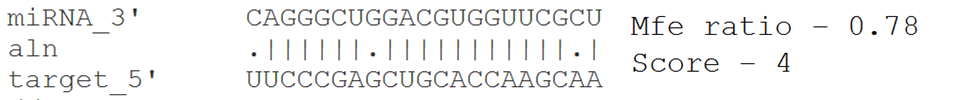 miRNA_3' CAGGGCUGGACGUGGUUCGCU
aln .||||||.|||||||||||.|
target_5' UUCCCGAGCUGCACCAAGCAA
Mfe ratio – 0.78
Score – 4